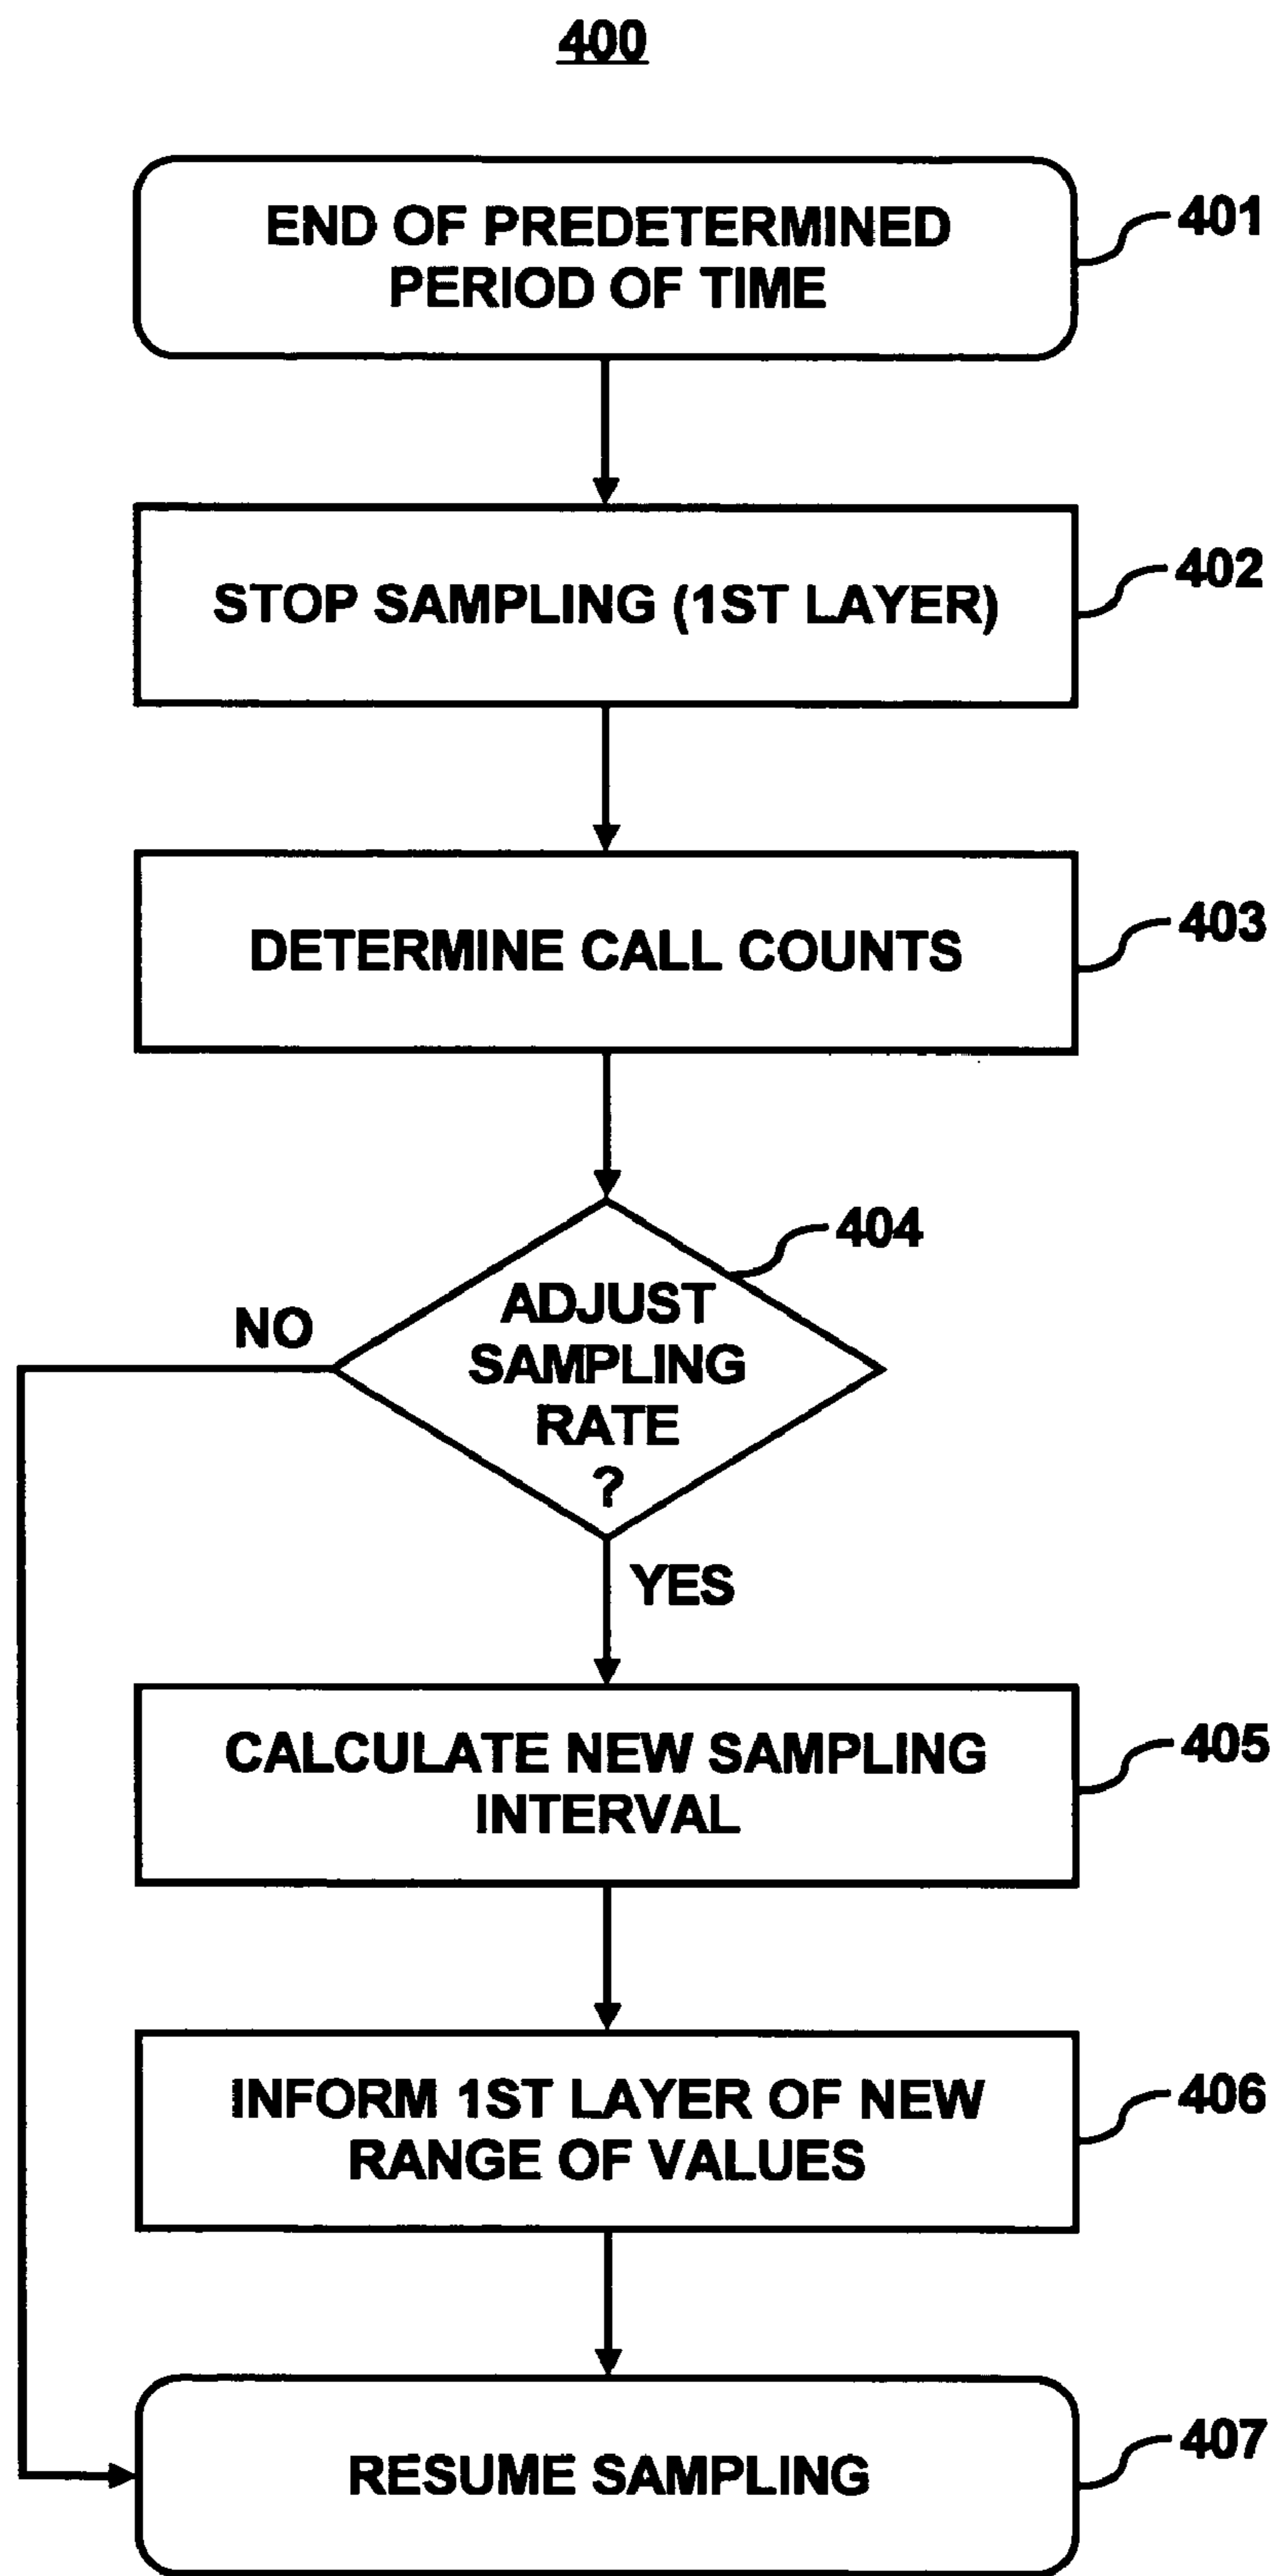 400
END OF PREDETERMINED
PERIOD OF TIME
401
STOP SAMPLING (1ST LAYER)
402
DETERMINE CALL COUNTS
403
404
ADJUST
SAMPLING
RATE
?
NO
YES
CALCULATE NEW SAMPLING
INTERVAL
405
INFORM 1ST LAYER OF NEW
RANGE OF VALUES
406
RESUME SAMPLING
407